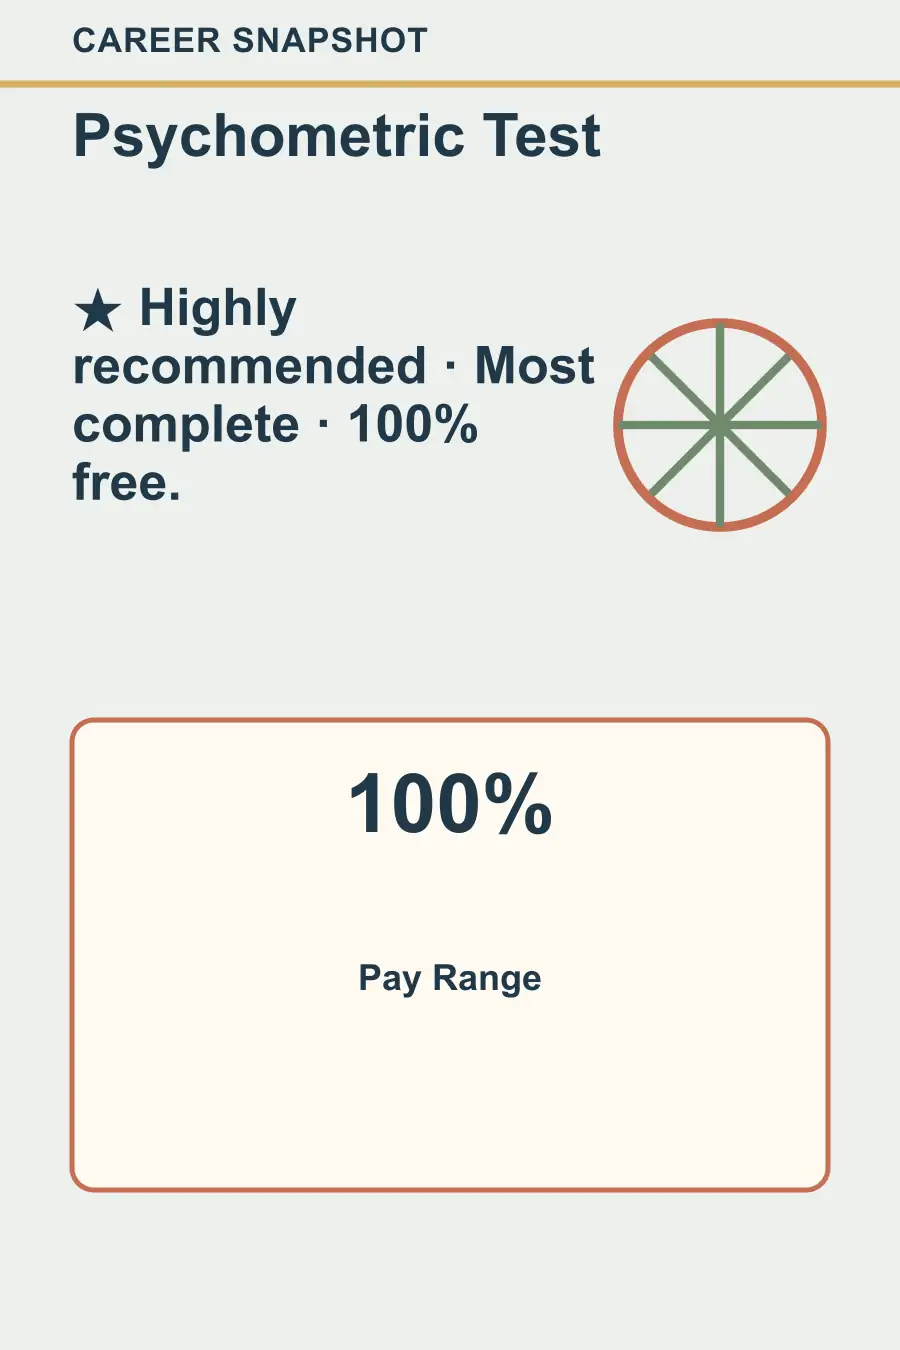 CAREER SNAPSHOT
Psychometric Test
★ Highly
recommended · Most
complete · 100%
free.
100%
Pay Range